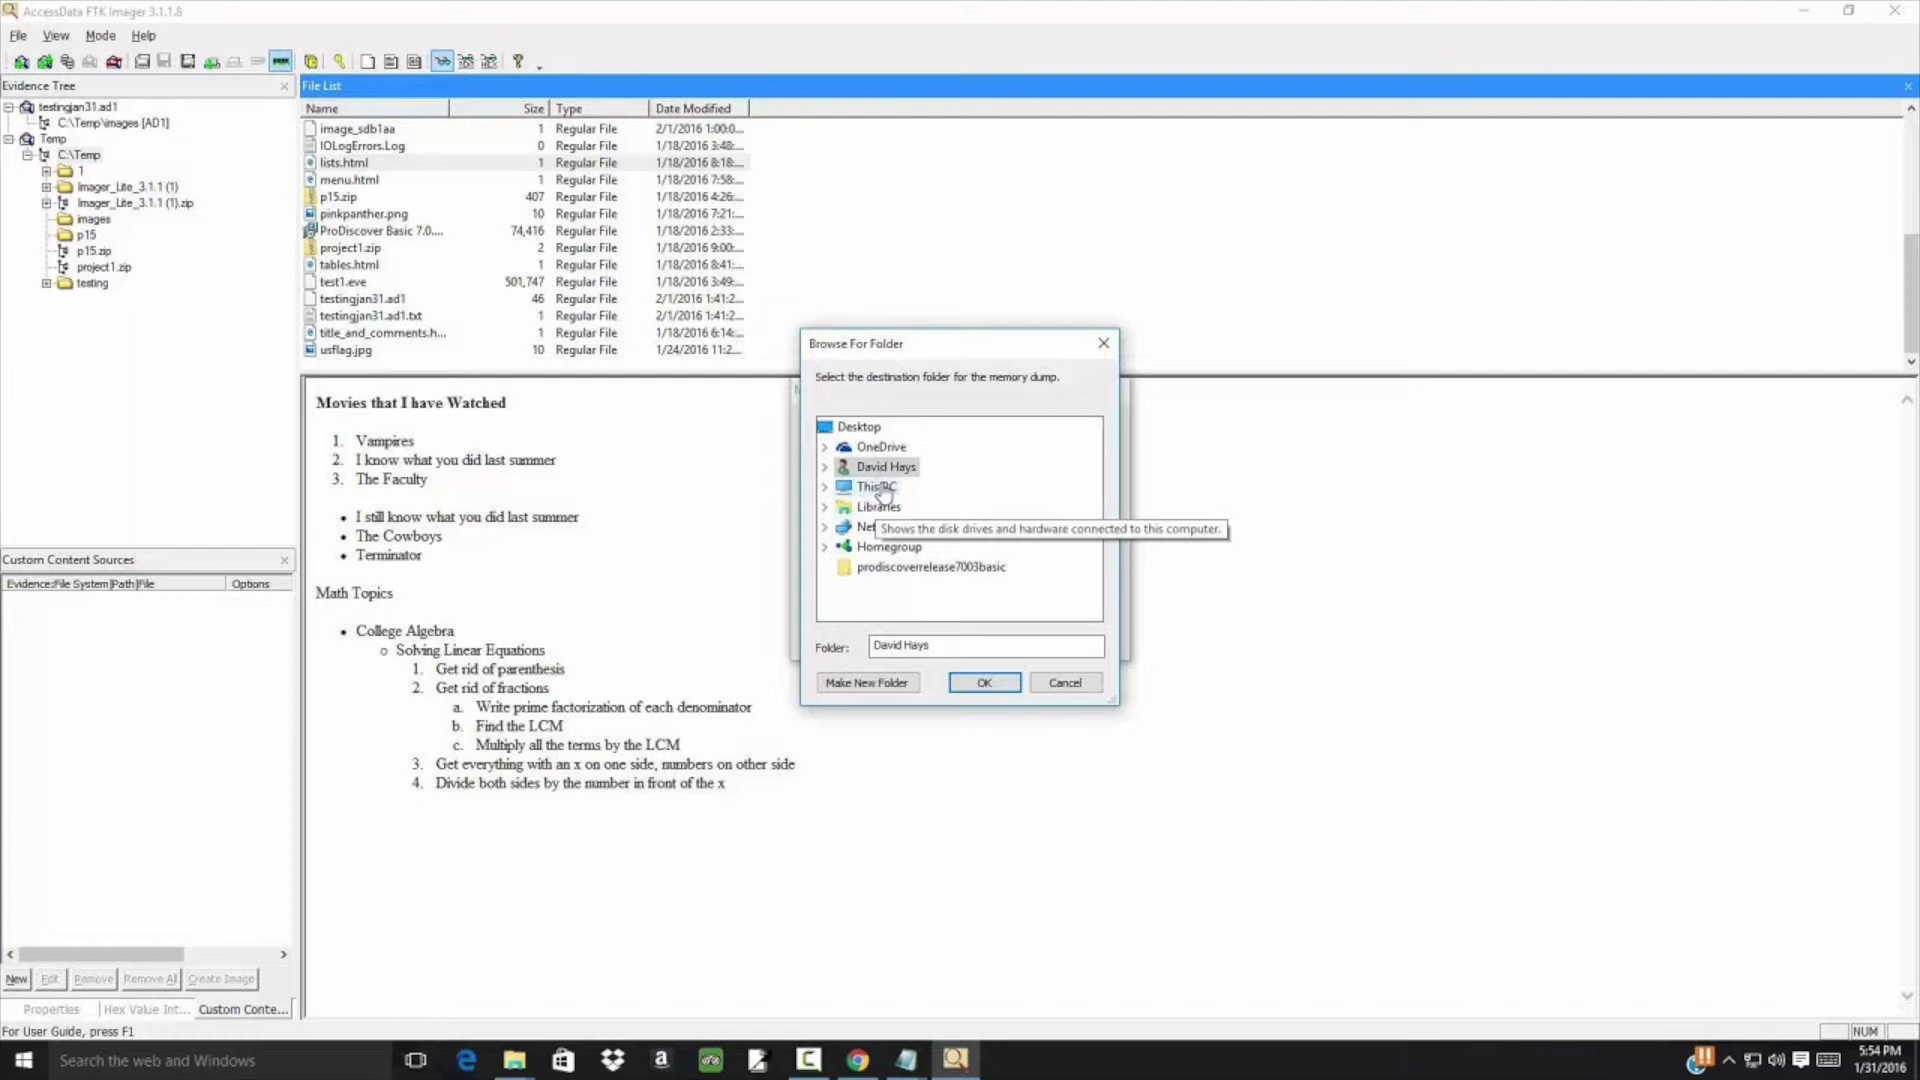 AccessData FTK Imager 3.1.1.8
File View Mode Help
Evidence Tree
testingjan31.ad1
C:\Temp\images [AD1]
Temp
C:\Temp
1
Imager_Lite_3.1.1 (1)
Imager_Lite_3.1.1 (1).zip
images
p15
p15.zip
project1.zip
testing
File List
Name Size Type Date Modified
image_sdb1aa 1 Regular File 2/1/2016 1:00:0...
IOLogErrors.Log 0 Regular File 1/18/2016 3:48:...
lists.html 1 Regular File 1/18/2016 8:18:...
menu.html 1 Regular File 1/18/2016 7:58:...
p15.zip 407 Regular File 1/18/2016 4:26:...
pinkpanther.png 10 Regular File 1/18/2016 7:21:...
ProDiscover Basic 7.0.... 74,416 Regular File 1/18/2016 2:33:...
project1.zip 2 Regular File 1/18/2016 9:00:...
tables.html 1 Regular File 1/18/2016 8:41:...
test1.eve 501,747 Regular File 1/18/2016 3:49:...
testingjan31.ad1 46 Regular File 2/1/2016 1:41:2...
testingjan31.ad1.txt 1 Regular File 2/1/2016 1:41:2...
title_and_comments.h... 1 Regular File 1/18/2016 6:14:...
usflag.jpg 10 Regular File 1/24/2016 11:2...
Movies that I have Watched
1. Vampires
2. I know what you did last summer
3. The Faculty
• I still know what you did last summer
• The Cowboys
• Terminator
Math Topics
• College Algebra
o Solving Linear Equations
1. Get rid of parenthesis
2. Get rid of fractions
a. Write prime factorization of each denominator
b. Find the LCM
c. Multiply all the terms by the LCM
3. Get everything with an x on one side, numbers on other side
4. Divide both sides by the number in front of the x
Browse For Folder
Select the destination folder for the memory dump.
Desktop
OneDrive
David Hays
This PC
Libraries
Net
Shows the disk drives and hardware connected to this computer.
Homegroup
prodiscoverrelease7003basic
Folder: David Hays
Make New Folder OK Cancel
Custom Content Sources
Evidence:File System|Path|File Options
New Edit Remove Remove All Create Image
Properties Hex Value Int... Custom Conte...
For User Guide, press F1
NUM
Search the web and Windows
5:54 PM
1/31/2016